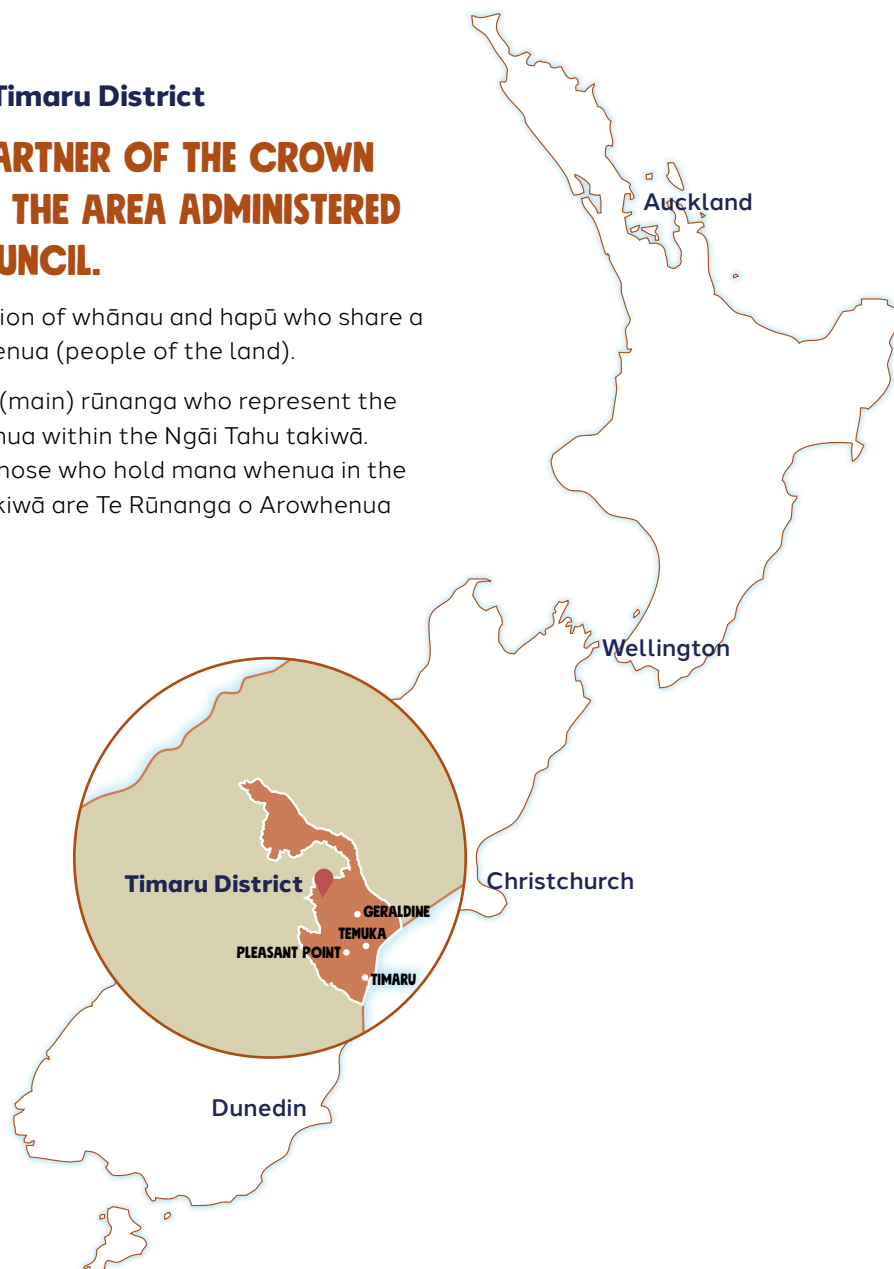 Timaru District
ARTNER OF THE CROWN
THE AREA ADMINISTERED
UNCIL.
ion of whānau and hapū who share a
enua (people of the land).
(main) rūnanga who represent the
nua within the Ngāi Tahu takiwā.
hose who hold mana whenua in the
kiwā are Te Rūnanga o Arowhenua
Auckland
Wellington
Timaru District
Christchurch
GERALDINE
TEMUKA
PLEASANT POINT
TIMARU
Dunedin